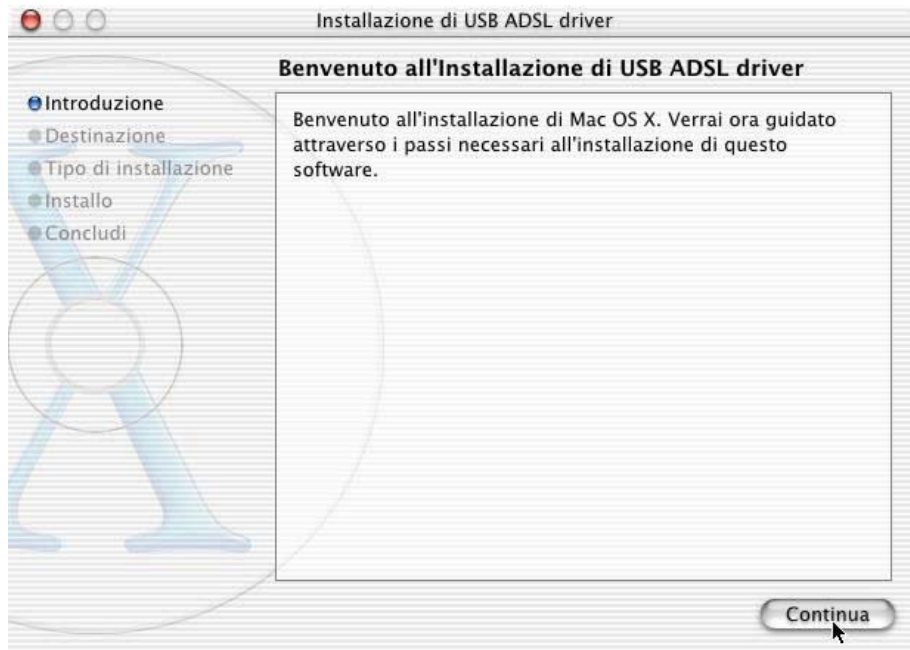 Installazione di USB ADSL driver
Benvenuto all'Installazione di USB ADSL driver
Introduzione
Destinazione
Tipo di installazione
Installo
Concludi
Benvenuto all'installazione di Mac OS X. Verrai ora guidato
attraverso i passi necessari all'installazione di questo
software.
Continua